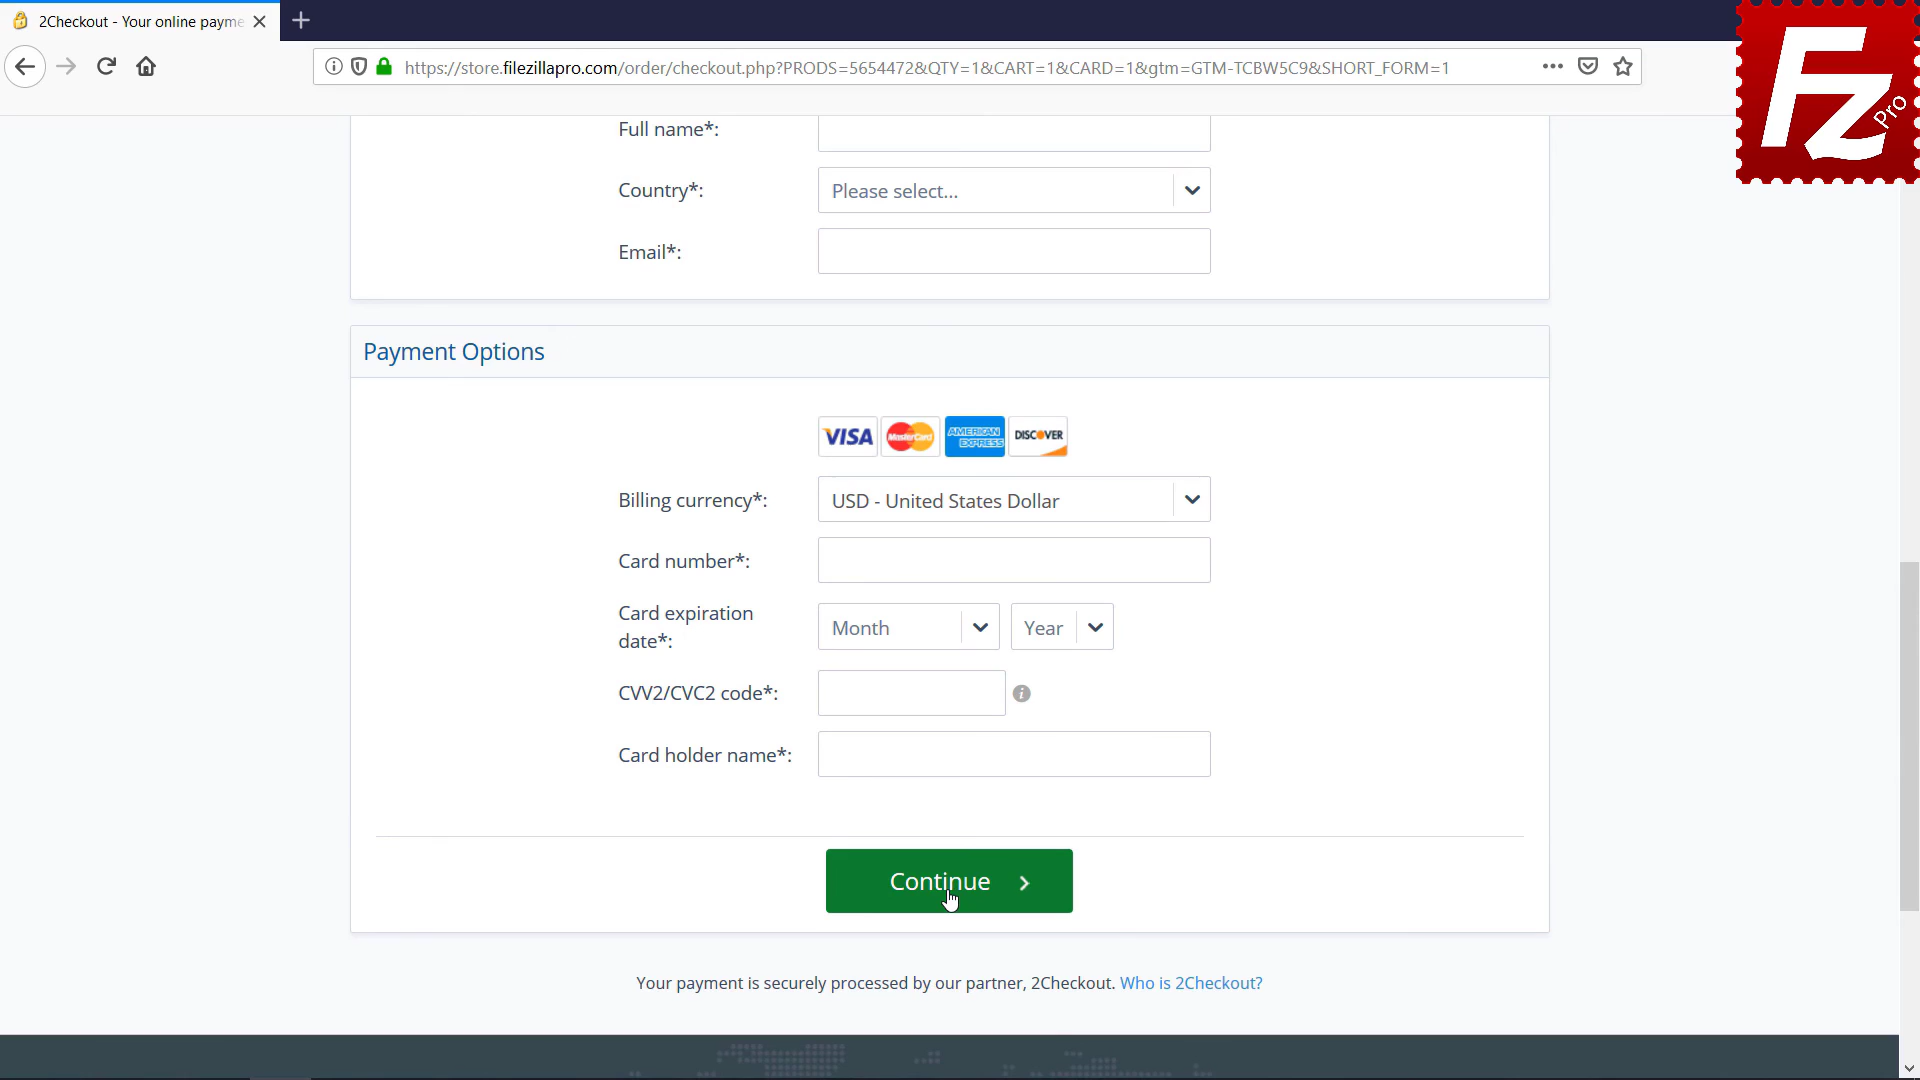 2Checkout - Your online payme
https://store.filezillapro.com/order/checkout.php?PRODS=5654472&QTY=1&CART=1&CARD=1&gtm=GTM-TCBW5C9&SHORT_FORM=1
Fz Pro
Full name*:
Country*: Please select...
Email*:
Payment Options
VISA MasterCard AMERICAN EXPRESS DISCOVER
Billing currency*: USD - United States Dollar
Card number*:
Card expiration
date*: Month Year
CVV2/CVC2 code*:
Card holder name*:
Continue
Your payment is securely processed by our partner, 2Checkout. Who is 2Checkout?